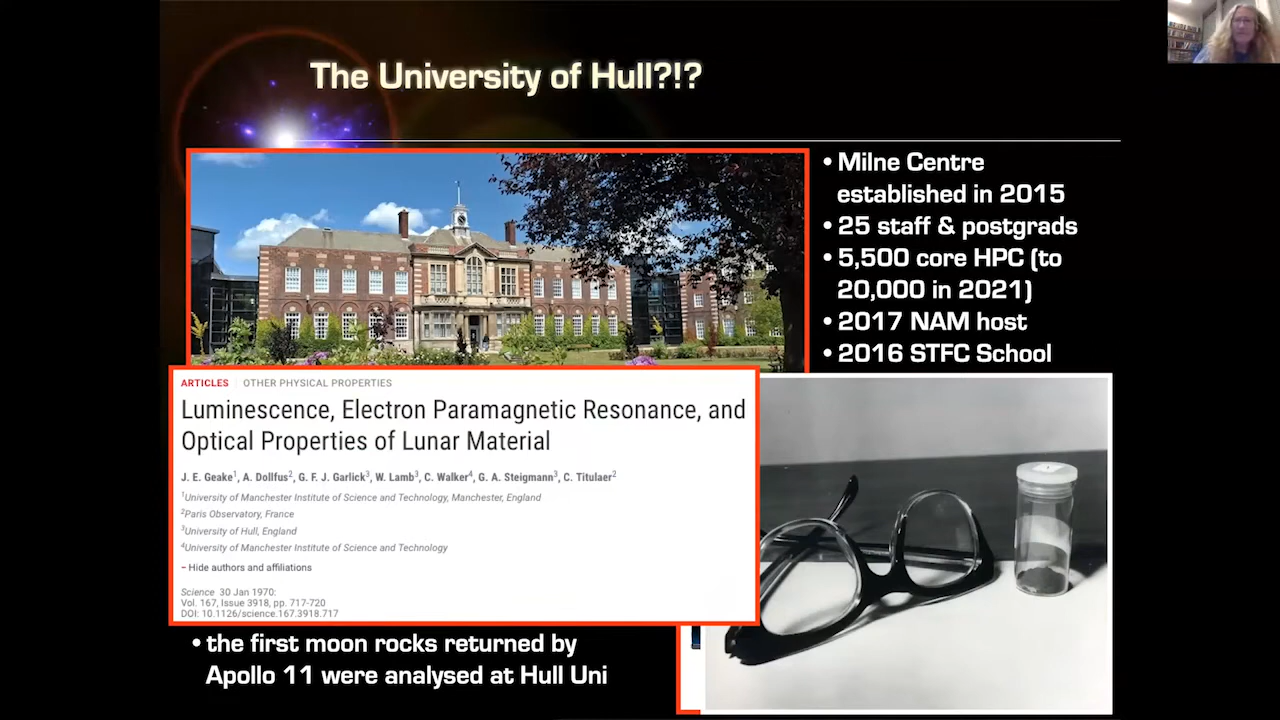 The University of Hull?!?
• Milne Centre
established in 2015
• 25 staff & postgrads
• 5,500 core HPC (to
20,000 in 2021)
• 2017 NAM host
• 2016 STFC School
ARTICLES OTHER PHYSICAL PROPERTIES
Luminescence, Electron Paramagnetic Resonance, and
Optical Properties of Lunar Material
J. E. Geake1, A. Dollfus2, G. F. J. Garlick3, W. Lamb3, C. Walker4, G. A. Steigmann3, C. Titulaer2
1University of Manchester Institute of Science and Technology, Manchester, England
2Paris Observatory, France
3University of Hull, England
4University of Manchester Institute of Science and Technology
– Hide authors and affiliations
Science 30 Jan 1970:
Vol. 167, Issue 3918, pp. 717-720
DOI: 10.1126/science.167.3918.717
• the first moon rocks returned by
Apollo 11 were analysed at Hull Uni